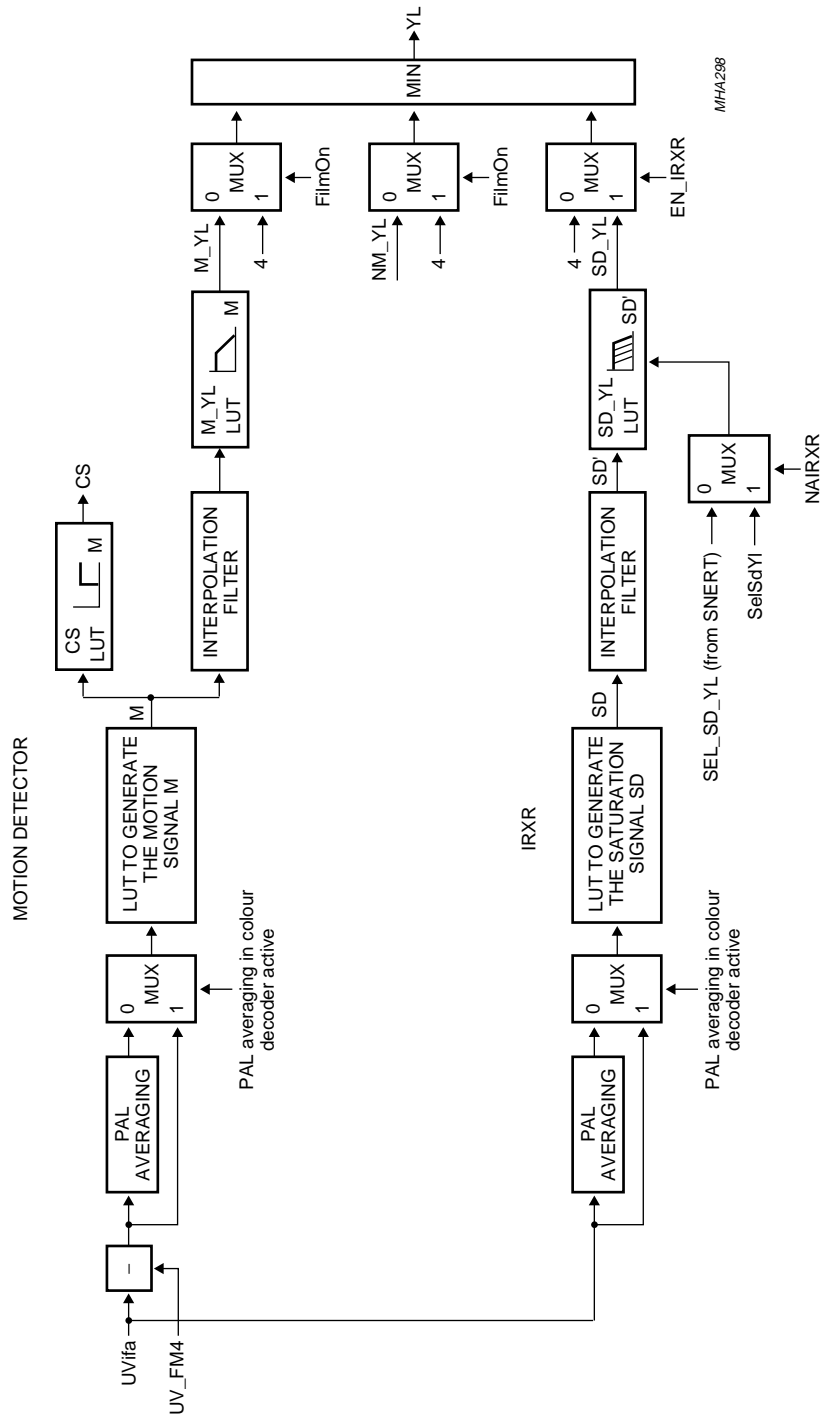 MOTION DETECTOR
UVifa
UV_FM4
–
PAL
AVERAGING
0
MUX
1
PAL averaging in colour
decoder active
LUT TO GENERATE
THE MOTION
SIGNAL M
M
CS
LUT
M
CS
INTERPOLATION
FILTER
M_YL
LUT
M
M_YL
4
0
MUX
1
FilmOn
NM_YL
4
0
MUX
1
FilmOn
MIN
YL
IRXR
PAL
AVERAGING
0
MUX
1
PAL averaging in colour
decoder active
LUT TO GENERATE
THE SATURATION
SIGNAL SD
SD
INTERPOLATION
FILTER
SD'
SD_YL
LUT
SD'
4
SD_YL
0
MUX
1
EN_IRXR
SEL_SD_YL (from SNERT)
SelSdYl
0
MUX
1
NAIRXR
MHA298